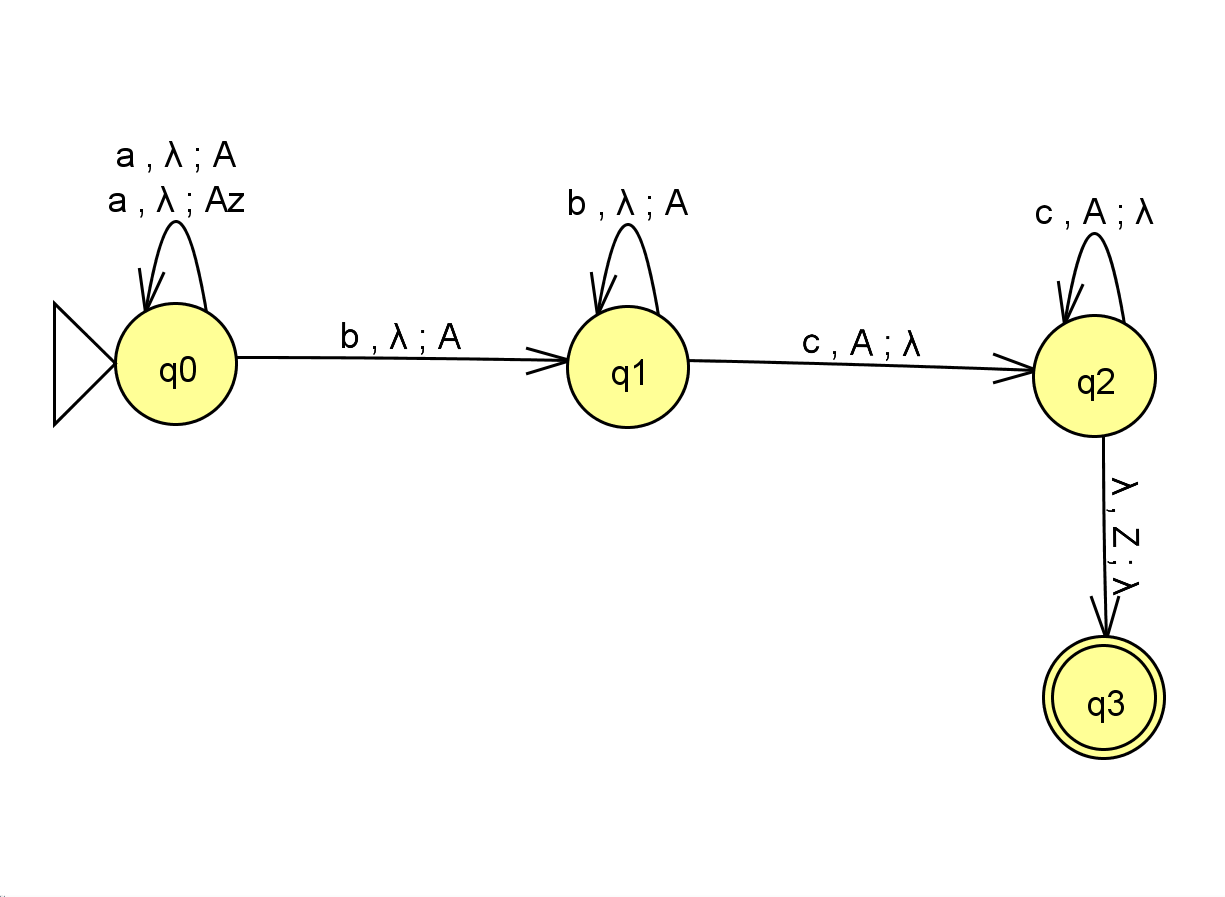 a , λ ; A
a , λ ; Az
b , λ ; A
c , A ; λ
b , λ ; A
c , A ; λ
q0
q1
q2
λ , Z ; λ
q3